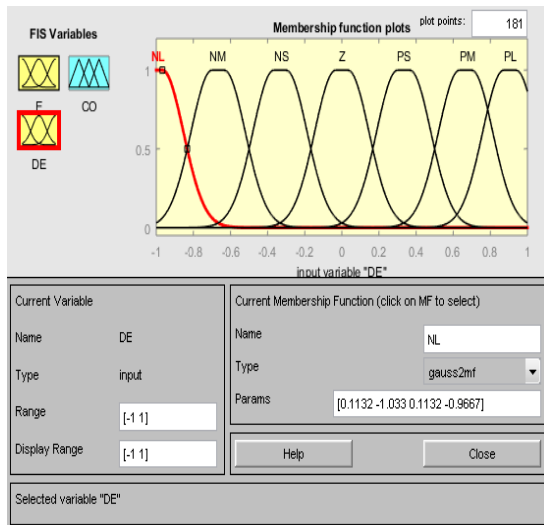 FIS Variables
E
CO
DE
Membership function plots
plot points:
181
NL
NM
NS
Z
PS
PM
PL
1
0.5
0
-1
-0.8
-0.6
-0.4
-0.2
0
0.2
0.4
0.6
0.8
1
input variable "DE"
Current Variable
Name
DE
Type
input
Range
[-1 1]
Display Range
[-1 1]
Current Membership Function (click on MF to select)
Name
NL
Type
gauss2mf
Params
[0.1132 -1.033 0.1132 -0.9667]
Help
Close
Selected variable "DE"